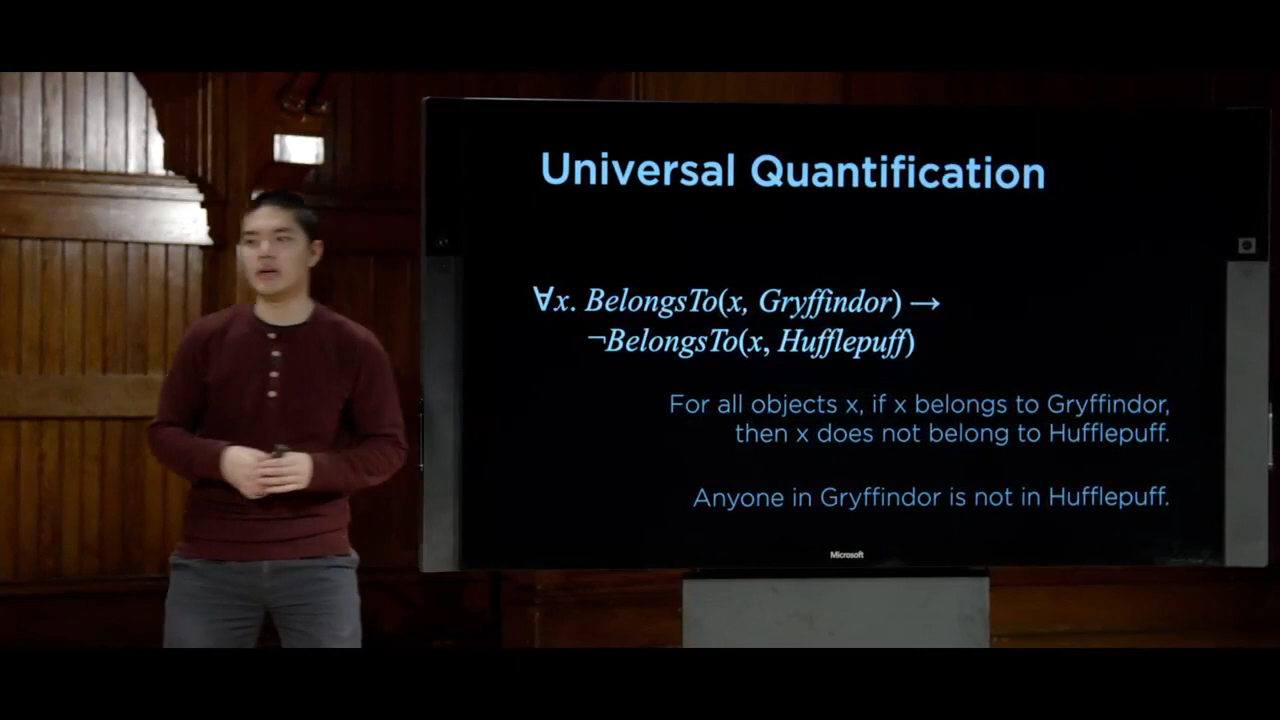 Universal Quantification
∀x. BelongsTo(x, Gryffindor) →
¬BelongsTo(x, Hufflepuff)
For all objects x, if x belongs to Gryffindor,
then x does not belong to Hufflepuff.
Anyone in Gryffindor is not in Hufflepuff.
Microsoft